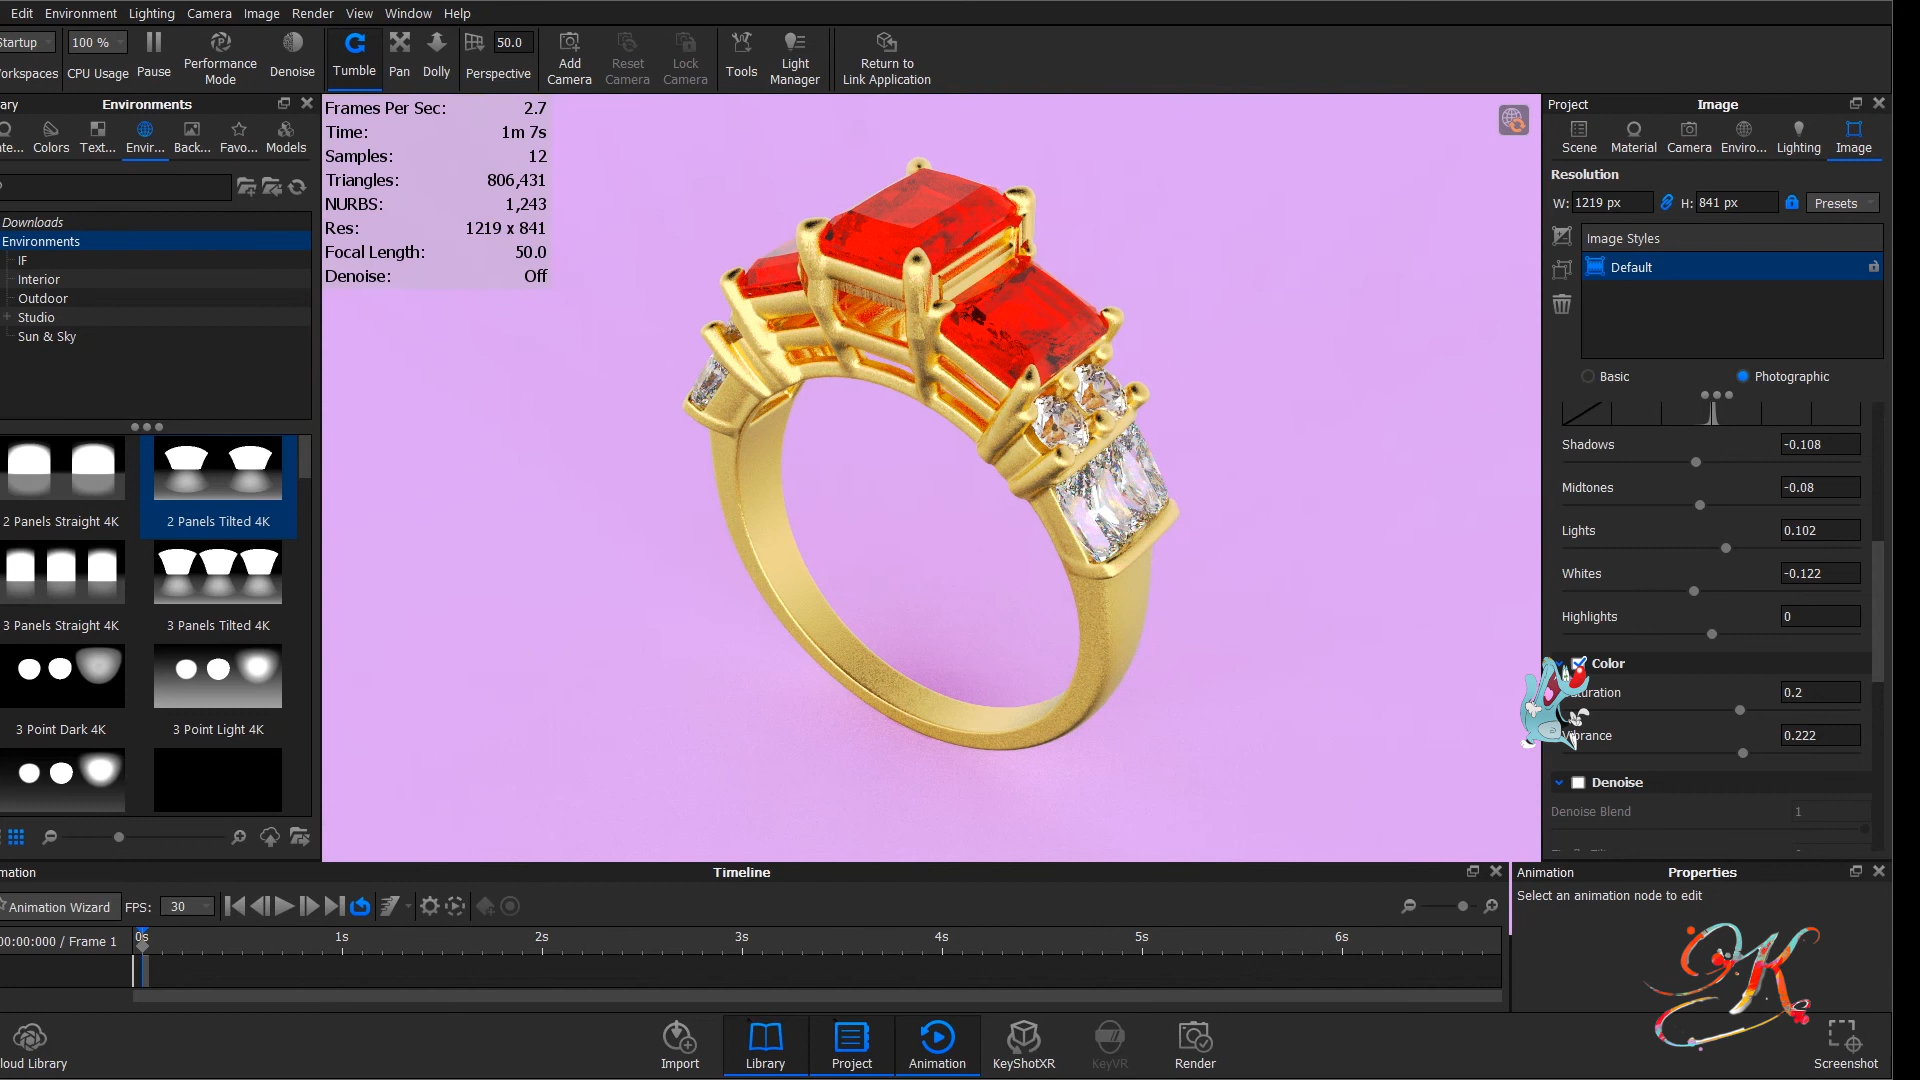 Edit Environment Lighting Camera Image Render View Window Help
Startup 100 % 50.0
Workspaces CPU Usage Pause Performance Mode Denoise Tumble Pan Dolly Perspective Add Camera Reset Camera Lock Camera Tools Light Manager Return to Link Application
ary Environments
Colors Text... Envir... Back... Favo... Models
Downloads
Environments
IF
Interior
Outdoor
Studio
Sun & Sky
2 Panels Straight 4K 2 Panels Tilted 4K
3 Panels Straight 4K 3 Panels Tilted 4K
3 Point Dark 4K 3 Point Light 4K
Frames Per Sec: 2.7
Time: 1m 7s
Samples: 12
Triangles: 806,431
NURBS: 1,243
Res: 1219 x 841
Focal Length: 50.0
Denoise: Off
Project Image
Scene Material Camera Enviro... Lighting Image
Resolution
W: 1219 px H: 841 px Presets
Image Styles
Default
Basic Photographic
Shadows -0.108
Midtones -0.08
Lights 0.102
Whites -0.122
Highlights 0
Color
uration 0.2
Vibrance 0.222
Denoise
Denoise Blend 1
mation Timeline
Animation Wizard FPS: 30
00:00:000 / Frame 1 0s 1s 2s 3s 4s 5s 6s
Animation Properties
Select an animation node to edit
K
loud Library Import Library Project Animation KeyShotXR KeyVR Render Screenshot